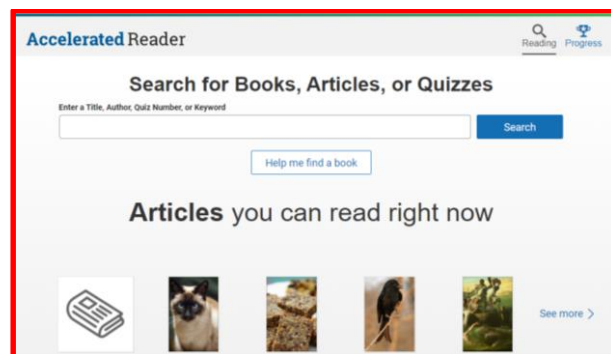 Accelerated Reader
Reading Progress
Search for Books, Articles, or Quizzes
Enter a Title, Author, Quiz Number, or Keyword
Search
Help me find a book
Articles you can read right now
See more >